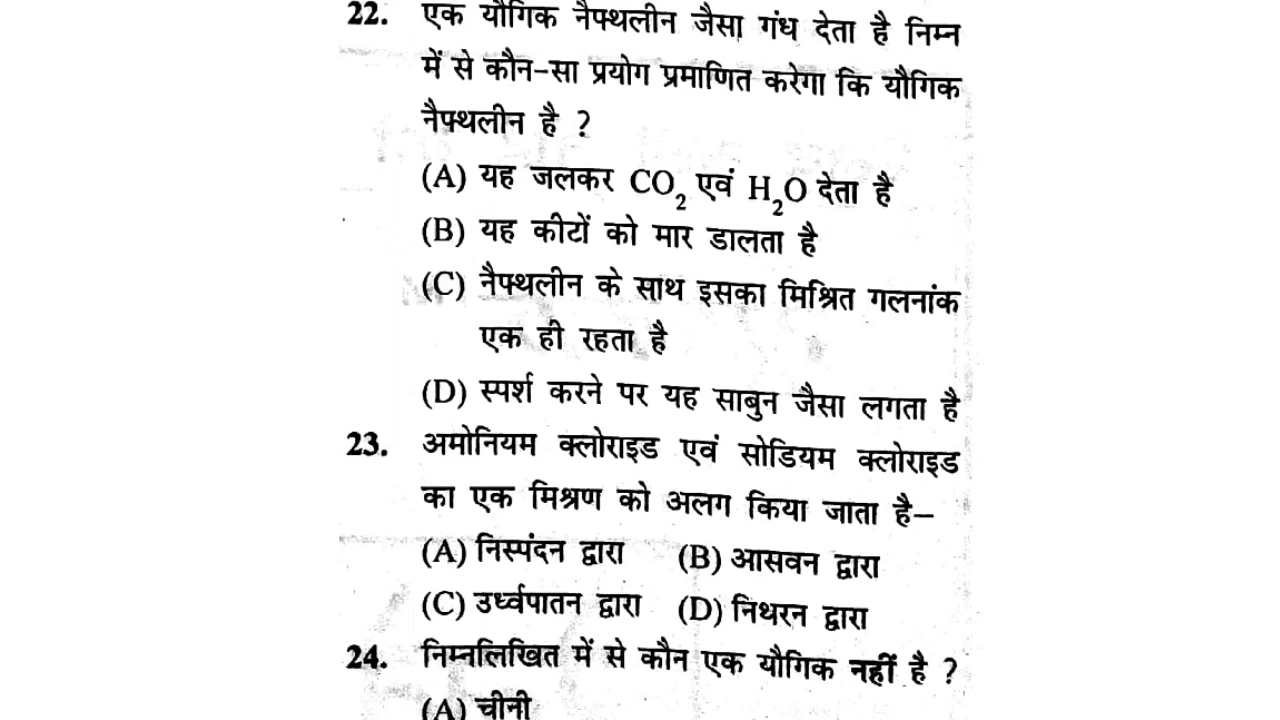 22. एक यौगिक नैफ्थलीन जैसा गंध देता है निम्न
में से कौन-सा प्रयोग प्रमाणित करेगा कि यौगिक
नैफ्थलीन है ?
(A) यह जलकर CO₂ एवं H₂O देता है
(B) यह कीटों को मार डालता है
(C) नैफ्थलीन के साथ इसका मिश्रित गलनांक
एक ही रहता है
(D) स्पर्श करने पर यह साबुन जैसा लगता है
23. अमोनियम क्लोराइड एवं सोडियम क्लोराइड
का एक मिश्रण को अलग किया जाता है–
(A) निस्पंदन द्वारा (B) आसवन द्वारा
(C) उर्ध्वपातन द्वारा (D) निथरन द्वारा
24. निम्नलिखित में से कौन एक यौगिक नहीं है ?
(A) चीनी